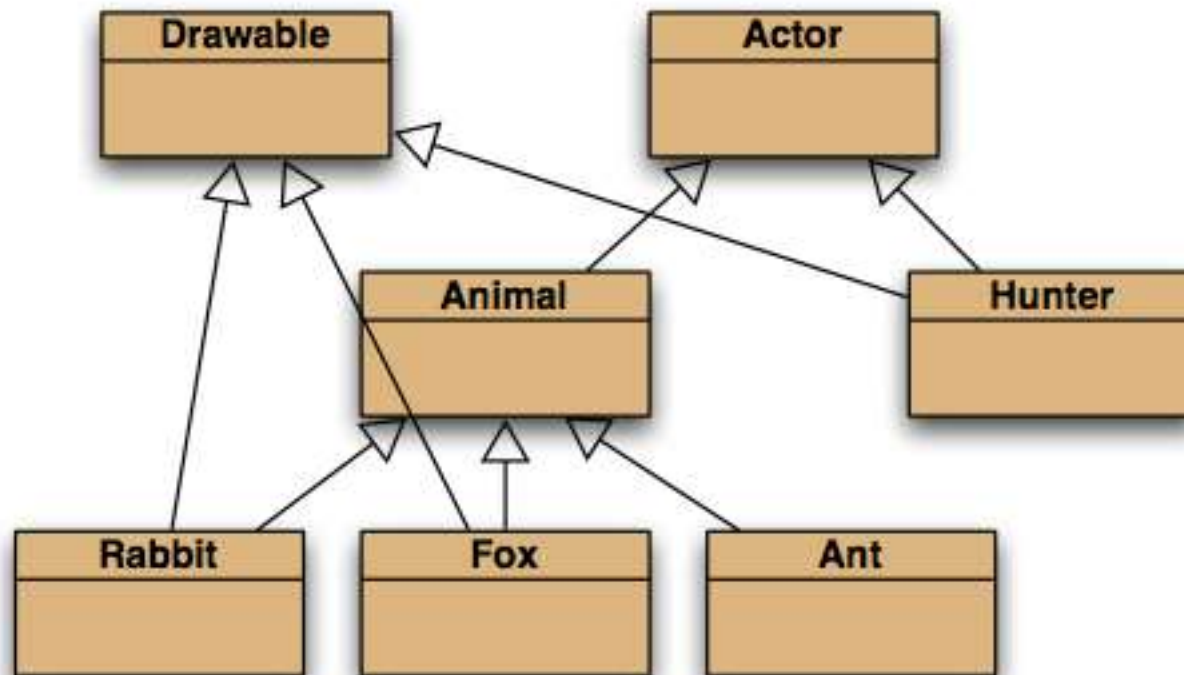 Drawable
Actor
Animal
Hunter
Rabbit
Fox
Ant